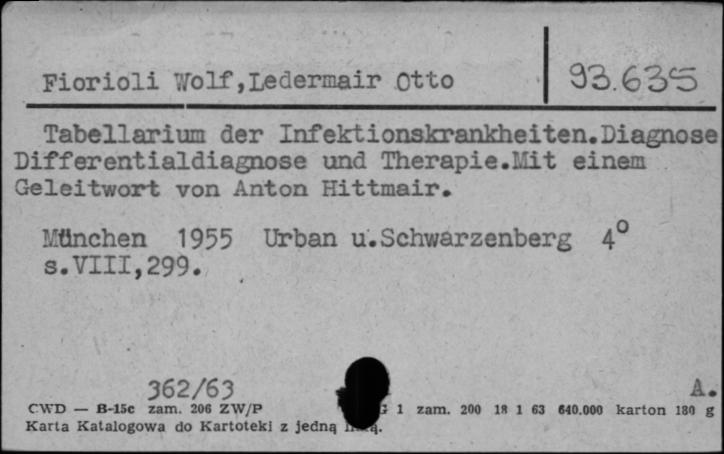 Fiorioli Wolf,Ledermair Otto 93.635
Tabellarium der Infektionskrankheiten.Diagnose
Differentialdiagnose und Therapie.Mit einem
Geleitwort von Anton Hittmair.
München 1955 Urban u.Schwarzenberg 4°
s.VIII,299.
362/63 A.
CWD — B-15c zam. 206 ZW/P G 1 zam. 200 18 1 63 640.000 karton 180 g
Karta Katalogowa do Kartoteki z jedną